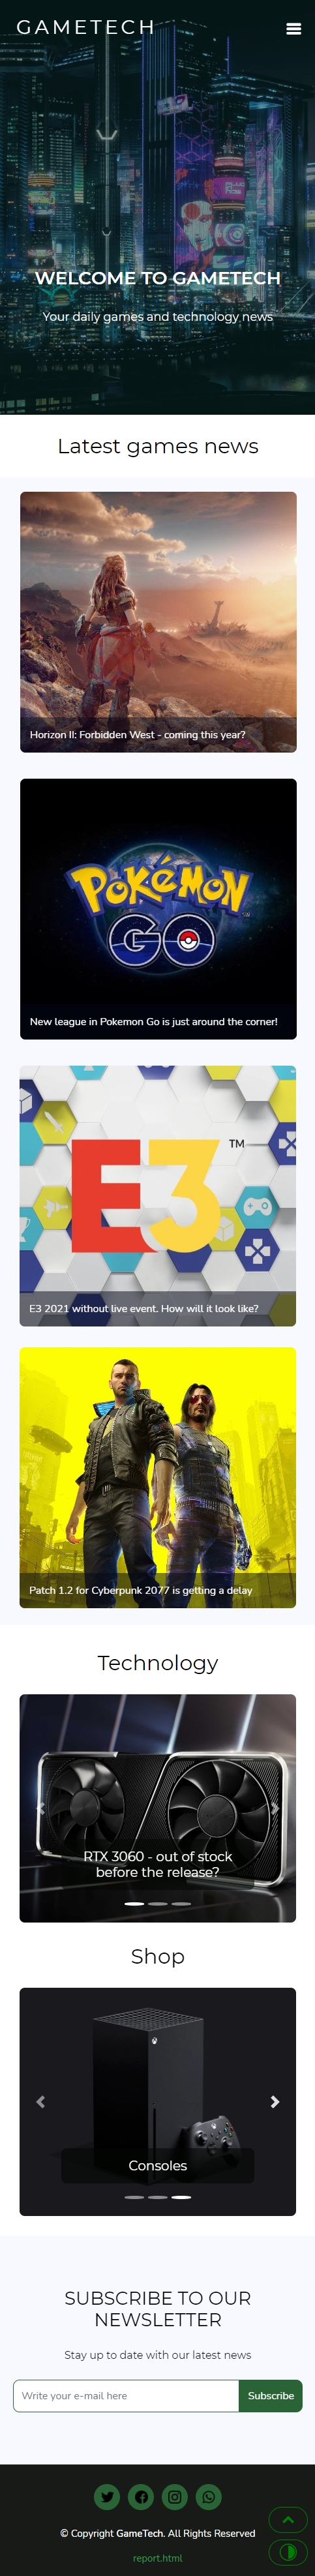 GAMETECH
WELCOME TO GAMETECH
Your daily games and technology news
Latest games news
Horizon II: Forbidden West - coming this year?
POKÉMON
GO
New league in Pokemon Go is just around the corner!
E3 TM
E3 2021 without live event. How will it look like?
Patch 1.2 for Cyberpunk 2077 is getting a delay
Technology
RTX 3060 - out of stock
before the release?
Shop
Consoles
SUBSCRIBE TO OUR
NEWSLETTER
Stay up to date with our latest news
Write your e-mail here
Subscribe
© Copyright GameTech. All Rights Reserved
report.html